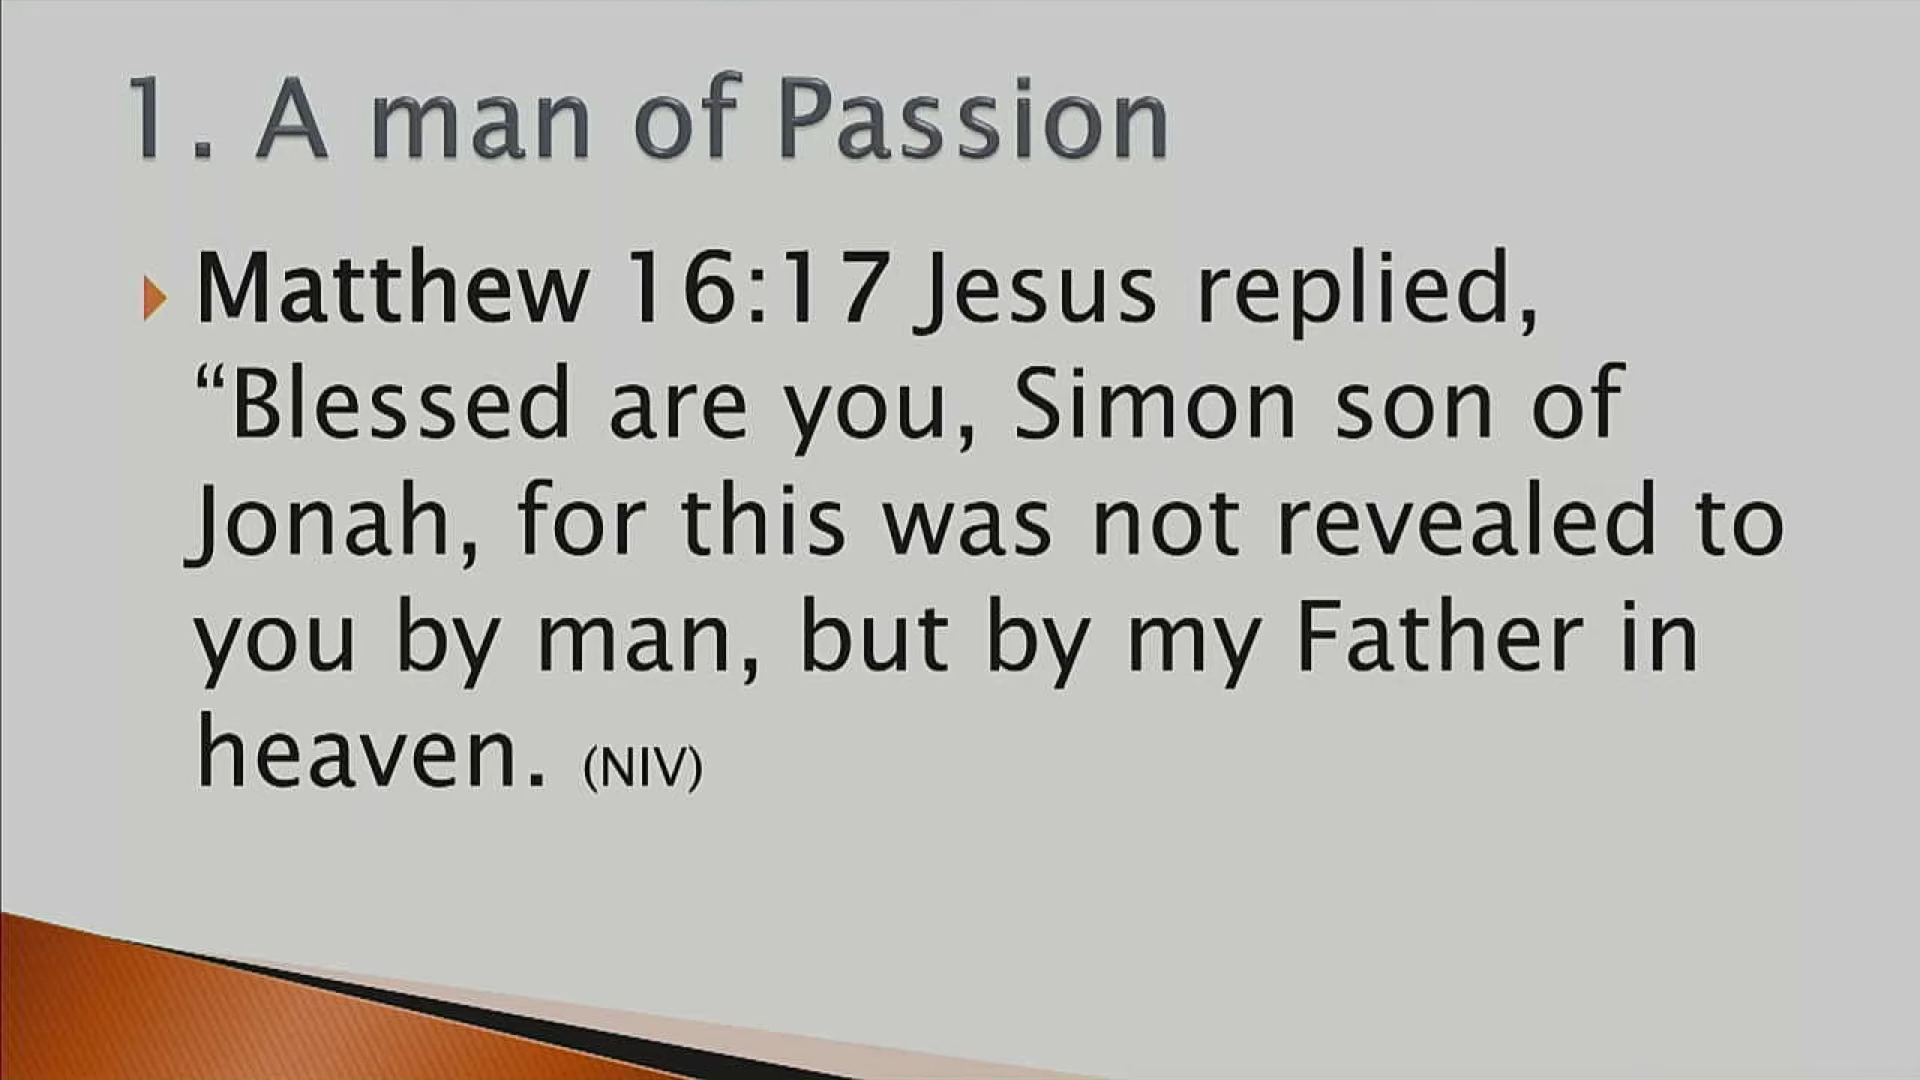 1. A man of Passion
Matthew 16:17 Jesus replied,
“Blessed are you, Simon son of
Jonah, for this was not revealed to
you by man, but by my Father in
heaven. (NIV)